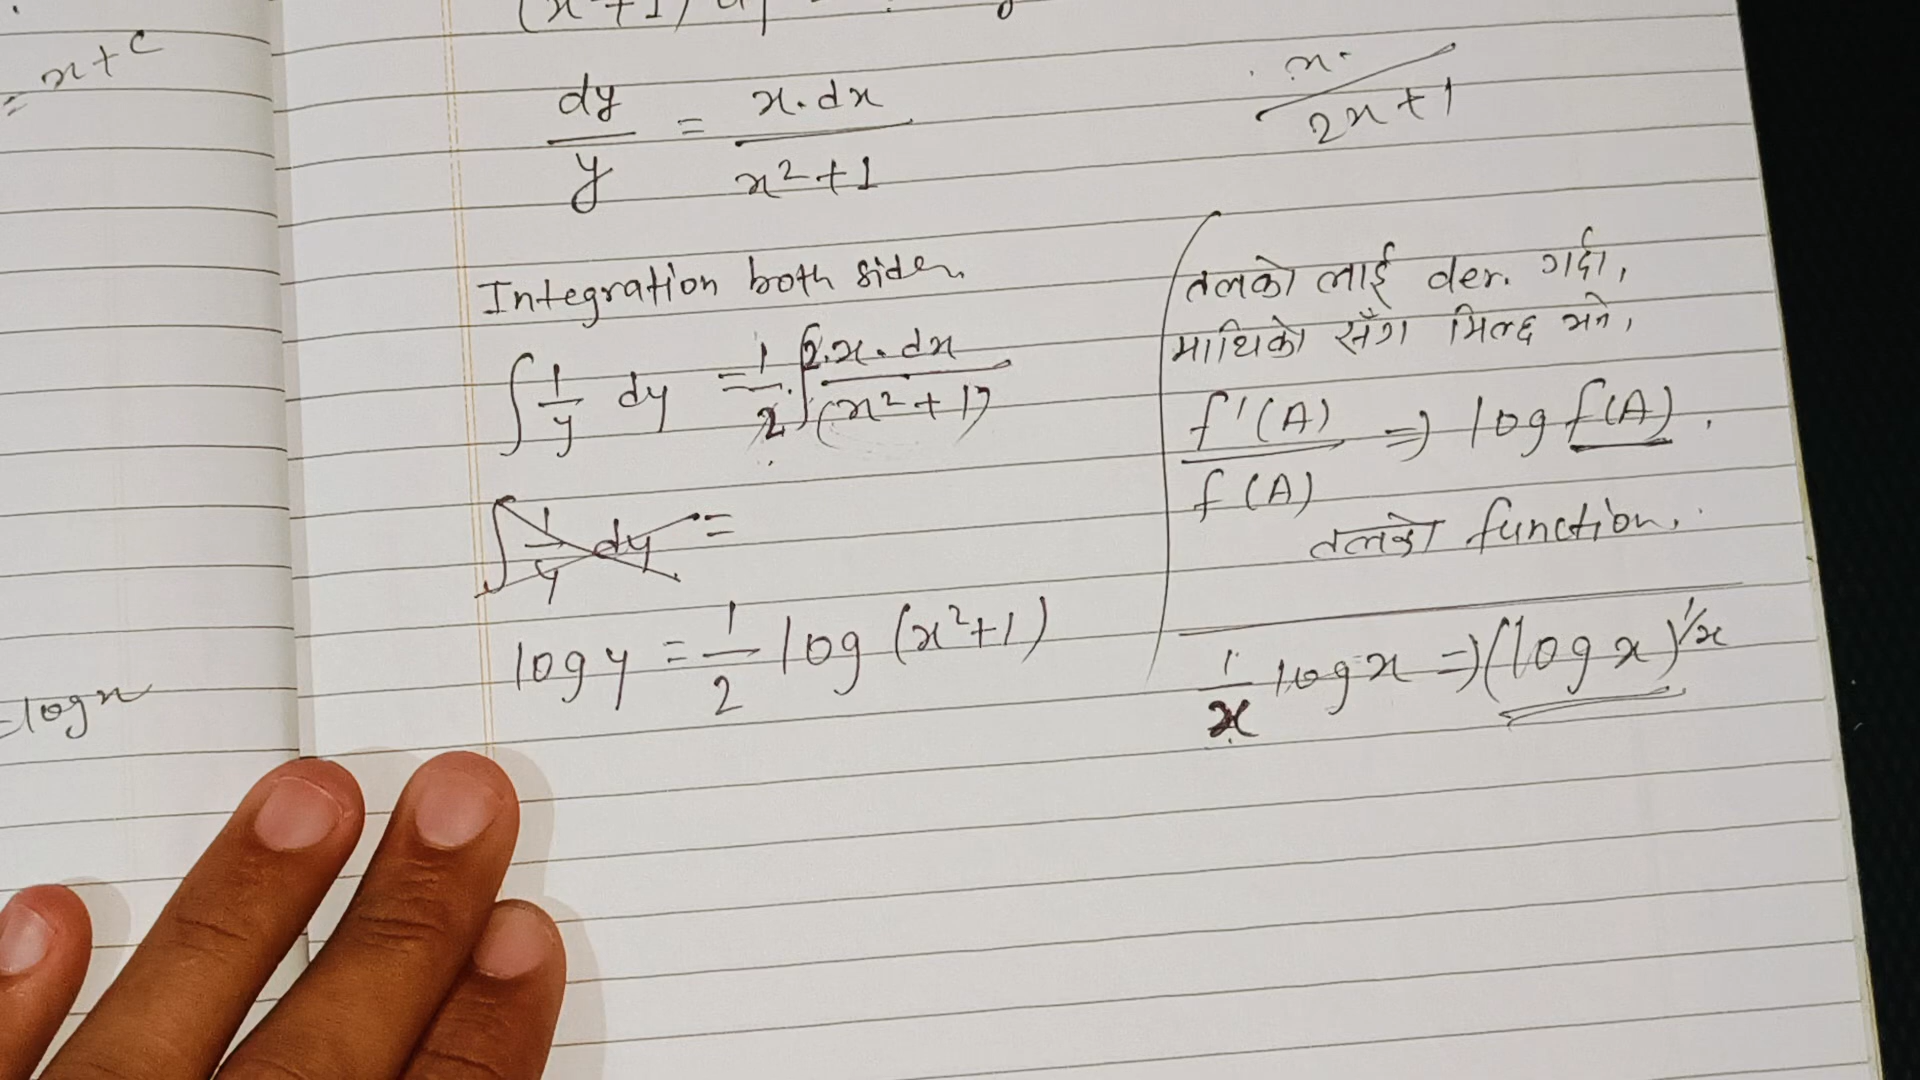 = x + c
= log x
dy/y = x.dx/x²+1
Integration both sides
∫ 1/y dy = 1/2 . ∫ 2.x.dx/(x²+1)
∫ 1/y dy =
log y = 1/2 log (x²+1)
x./2x+1
तलको लाई der. गर्दा,
माथिको सँग मिल्छ भने,
f'(A)/f(A) ⇒ log f(A).
तलको function.
1/x log x ⇒ (log x)^1/x